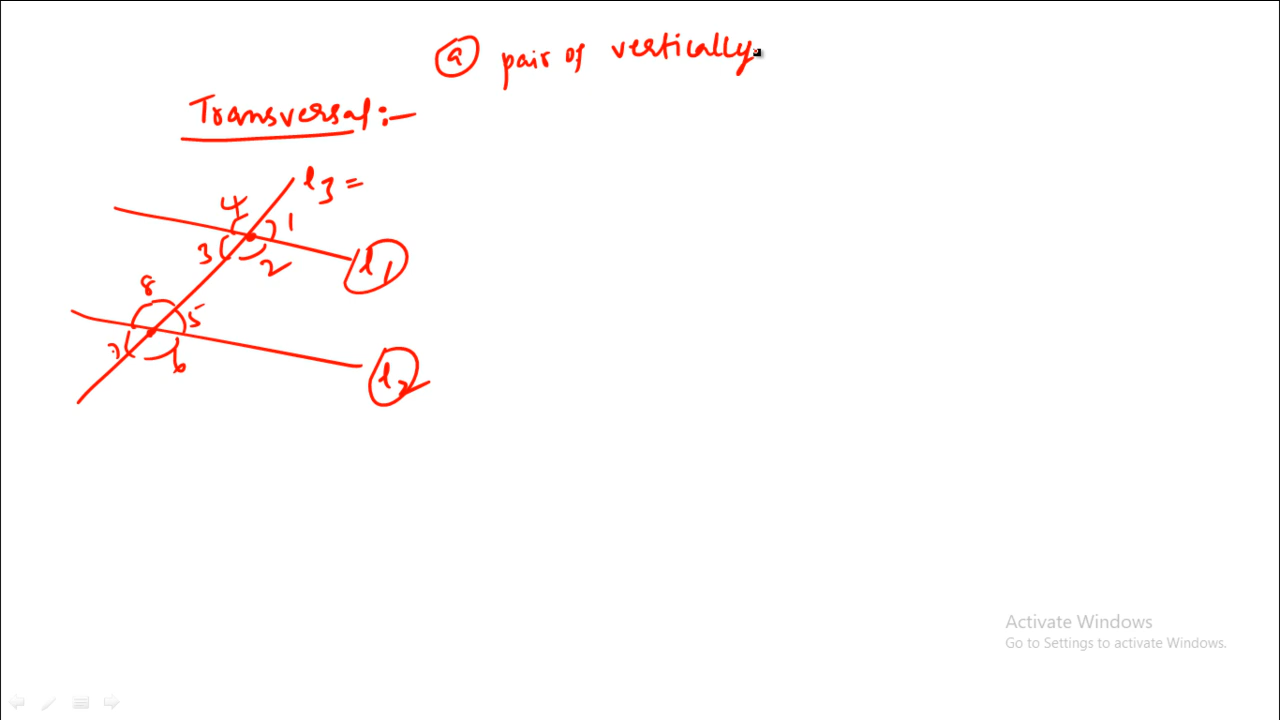 ⓐ pair of vertically
Transversal :-
l3 =
4
1
3
2
l1
8
5
6
l2
Activate Windows
Go to Settings to activate Windows.